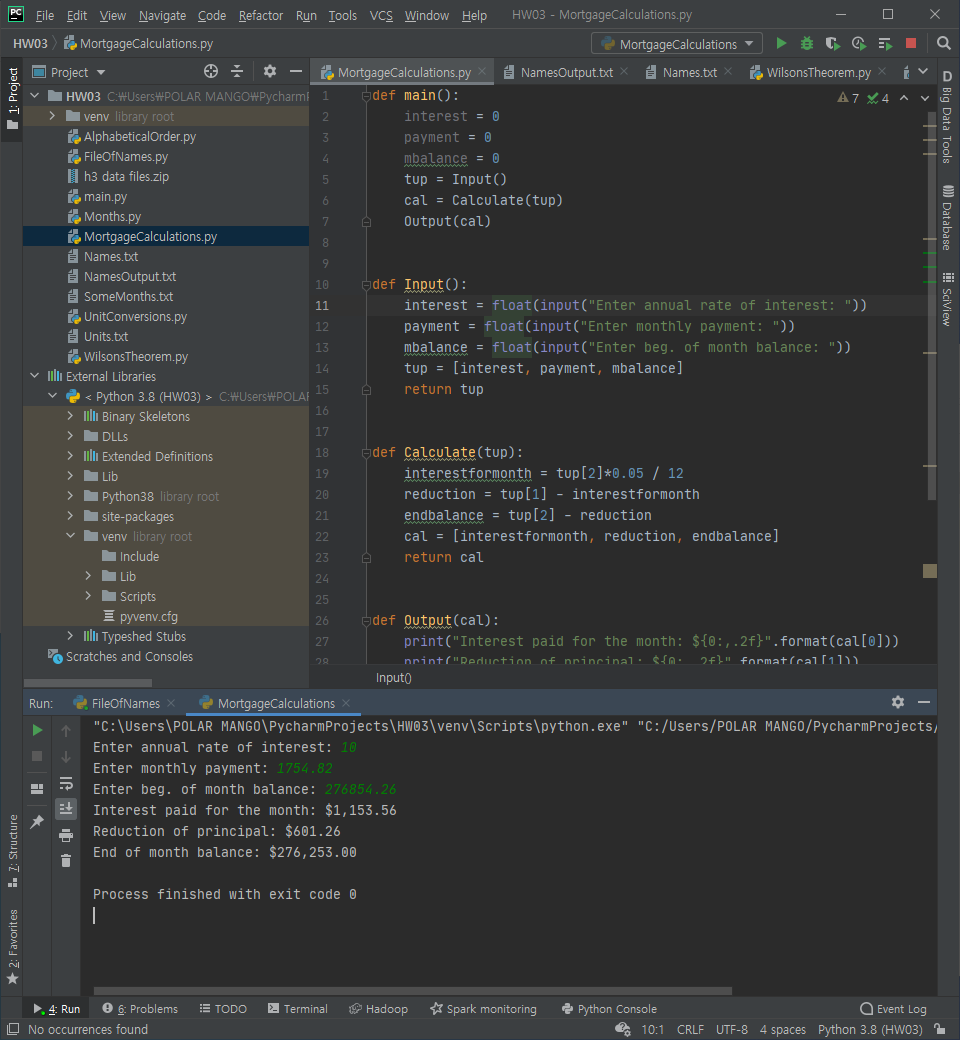 PC File Edit View Navigate Code Refactor Run Tools VCS Window Help HW03 - MortgageCalculations.py
HW03 MortgageCalculations.py MortgageCalculations
1: Project
Project
MortgageCalculations.py NamesOutput.txt Names.txt WilsonsTheorem.py
HW03 C:₩Users₩POLAR MANGO₩PycharmP
venv library root
AlphabeticalOrder.py
FileOfNames.py
h3 data files.zip
main.py
Months.py
MortgageCalculations.py
Names.txt
NamesOutput.txt
SomeMonths.txt
UnitConversions.py
Units.txt
WilsonsTheorem.py
External Libraries
< Python 3.8 (HW03) > C:₩Users₩POLAR
Binary Skeletons
DLLs
Extended Definitions
Lib
Python38 library root
site-packages
venv library root
Include
Lib
Scripts
pyvenv.cfg
Typeshed Stubs
Scratches and Consoles
7 4
1 def main():
2 interest = 0
3 payment = 0
4 mbalance = 0
5 tup = Input()
6 cal = Calculate(tup)
7 Output(cal)
8
9
10 def Input():
11 interest = float(input("Enter annual rate of interest: "))
12 payment = float(input("Enter monthly payment: "))
13 mbalance = float(input("Enter beg. of month balance: "))
14 tup = [interest, payment, mbalance]
15 return tup
16
17
18 def Calculate(tup):
19 interestformonth = tup[2]*0.05 / 12
20 reduction = tup[1] - interestformonth
21 endbalance = tup[2] - reduction
22 cal = [interestformonth, reduction, endbalance]
23 return cal
24
25
26 def Output(cal):
27 print("Interest paid for the month: ${0:,.2f}".format(cal[0]))
28 print("Reduction of principal: ${0:,.2f}".format(cal[1]))
Input()
D Big Data Tools
Database
SciView
Run: FileOfNames MortgageCalculations
"C:\Users\POLAR MANGO\PycharmProjects\HW03\venv\Scripts\python.exe" "C:/Users/POLAR MANGO/PycharmProjects/
Enter annual rate of interest: 10
Enter monthly payment: 1754.82
Enter beg. of month balance: 276854.26
Interest paid for the month: $1,153.56
Reduction of principal: $601.26
End of month balance: $276,253.00
Process finished with exit code 0
7: Structure
2: Favorites
4: Run 6: Problems TODO Terminal Hadoop Spark monitoring Python Console Event Log
No occurrences found 10:1 CRLF UTF-8 4 spaces Python 3.8 (HW03)